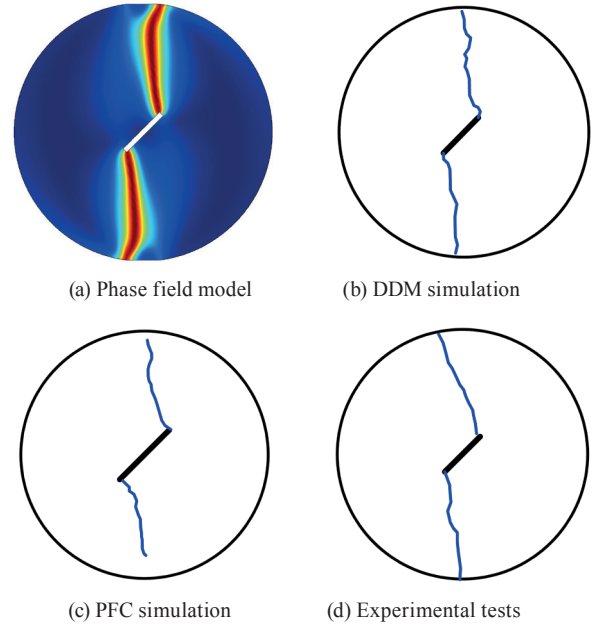 (a) Phase field model
(b) DDM simulation
(c) PFC simulation
(d) Experimental tests